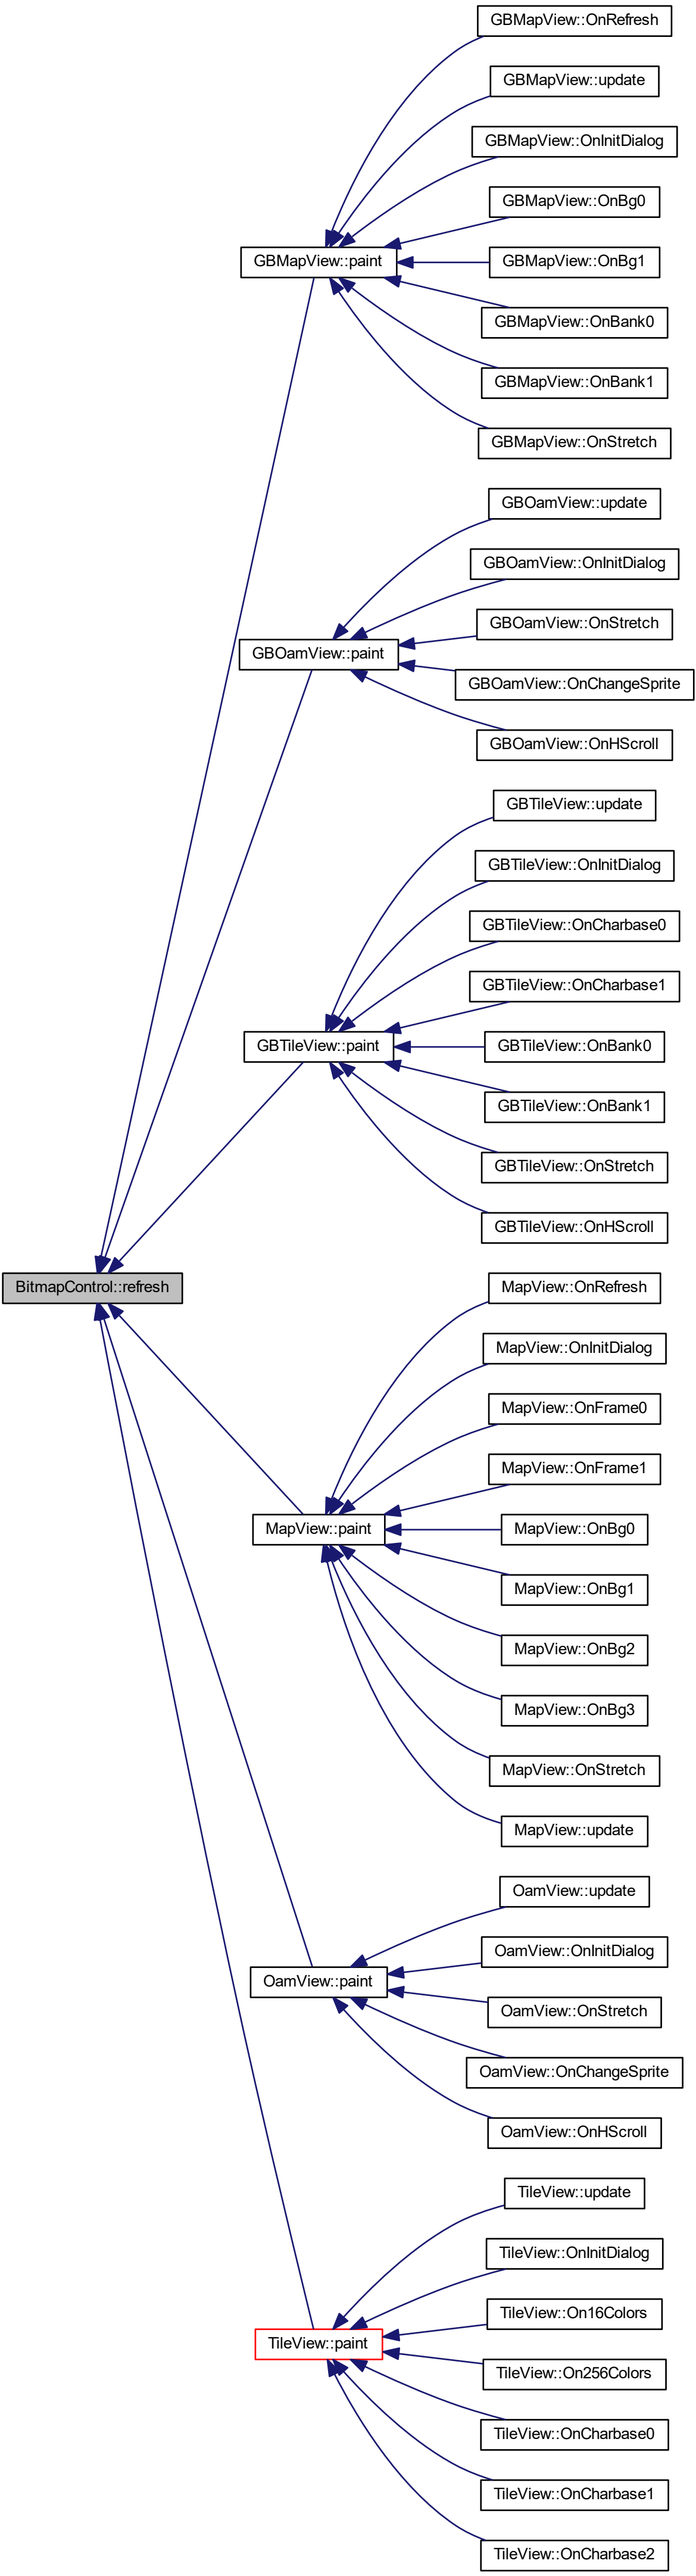 GBMapView::OnRefresh
GBMapView::update
GBMapView::OnInitDialog
GBMapView::OnBg0
GBMapView::paint
GBMapView::OnBg1
GBMapView::OnBank0
GBMapView::OnBank1
GBMapView::OnStretch
GBOamView::update
GBOamView::OnInitDialog
GBOamView::OnStretch
GBOamView::paint
GBOamView::OnChangeSprite
GBOamView::OnHScroll
GBTileView::update
GBTileView::OnInitDialog
GBTileView::OnCharbase0
GBTileView::OnCharbase1
GBTileView::paint
GBTileView::OnBank0
GBTileView::OnBank1
GBTileView::OnStretch
GBTileView::OnHScroll
BitmapControl::refresh
MapView::OnRefresh
MapView::OnInitDialog
MapView::OnFrame0
MapView::OnFrame1
MapView::paint
MapView::OnBg0
MapView::OnBg1
MapView::OnBg2
MapView::OnBg3
MapView::OnStretch
MapView::update
OamView::update
OamView::OnInitDialog
OamView::paint
OamView::OnStretch
OamView::OnChangeSprite
OamView::OnHScroll
TileView::update
TileView::OnInitDialog
TileView::On16Colors
TileView::paint
TileView::On256Colors
TileView::OnCharbase0
TileView::OnCharbase1
TileView::OnCharbase2